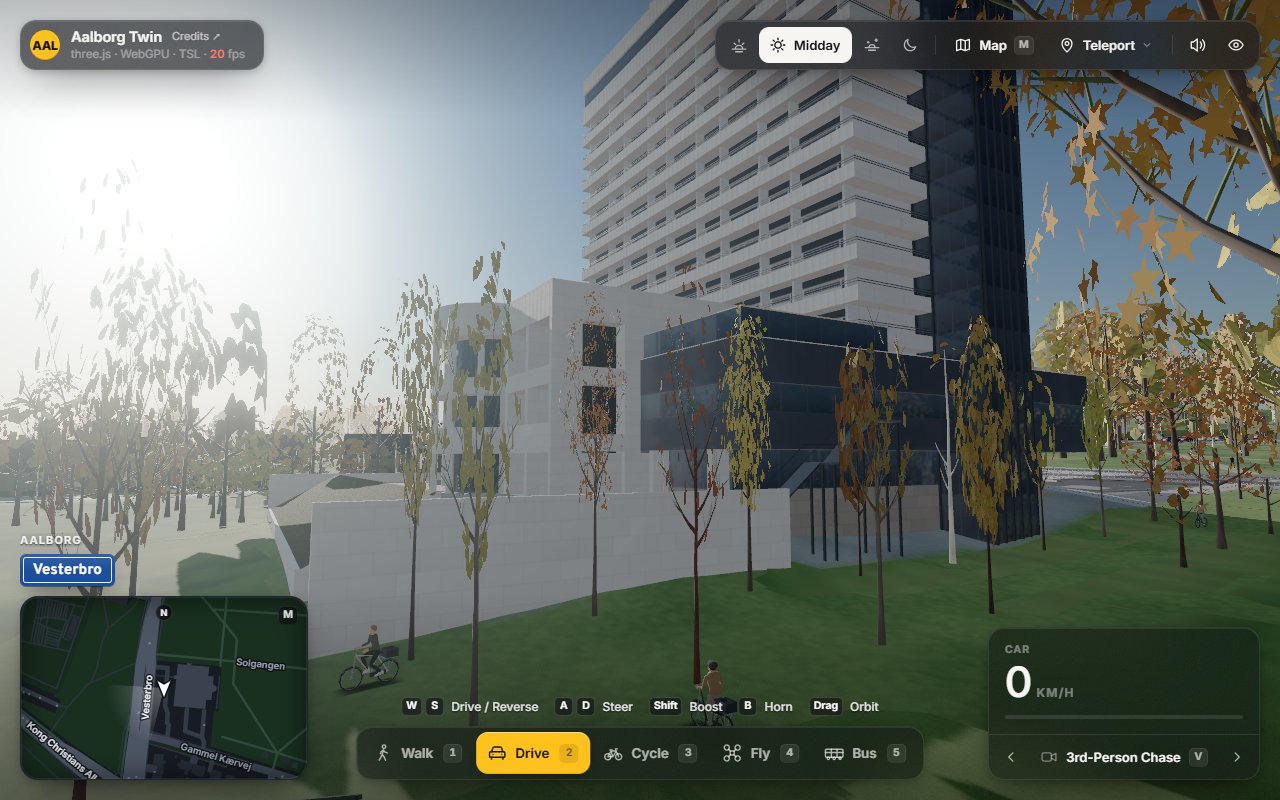 AAL
Aalborg Twin Credits ↗
three.js · WebGPU · TSL · 20 fps
Midday
Map M
Teleport
AALBORG
Vesterbro
N
M
Solgangen
Vesterbro
Kong Christians Al
Gammel Kærvej
W S Drive / Reverse A D Steer Shift Boost B Horn Drag Orbit
Walk 1 Drive 2 Cycle 3 Fly 4 Bus 5
CAR
0 KM/H
3rd-Person Chase V